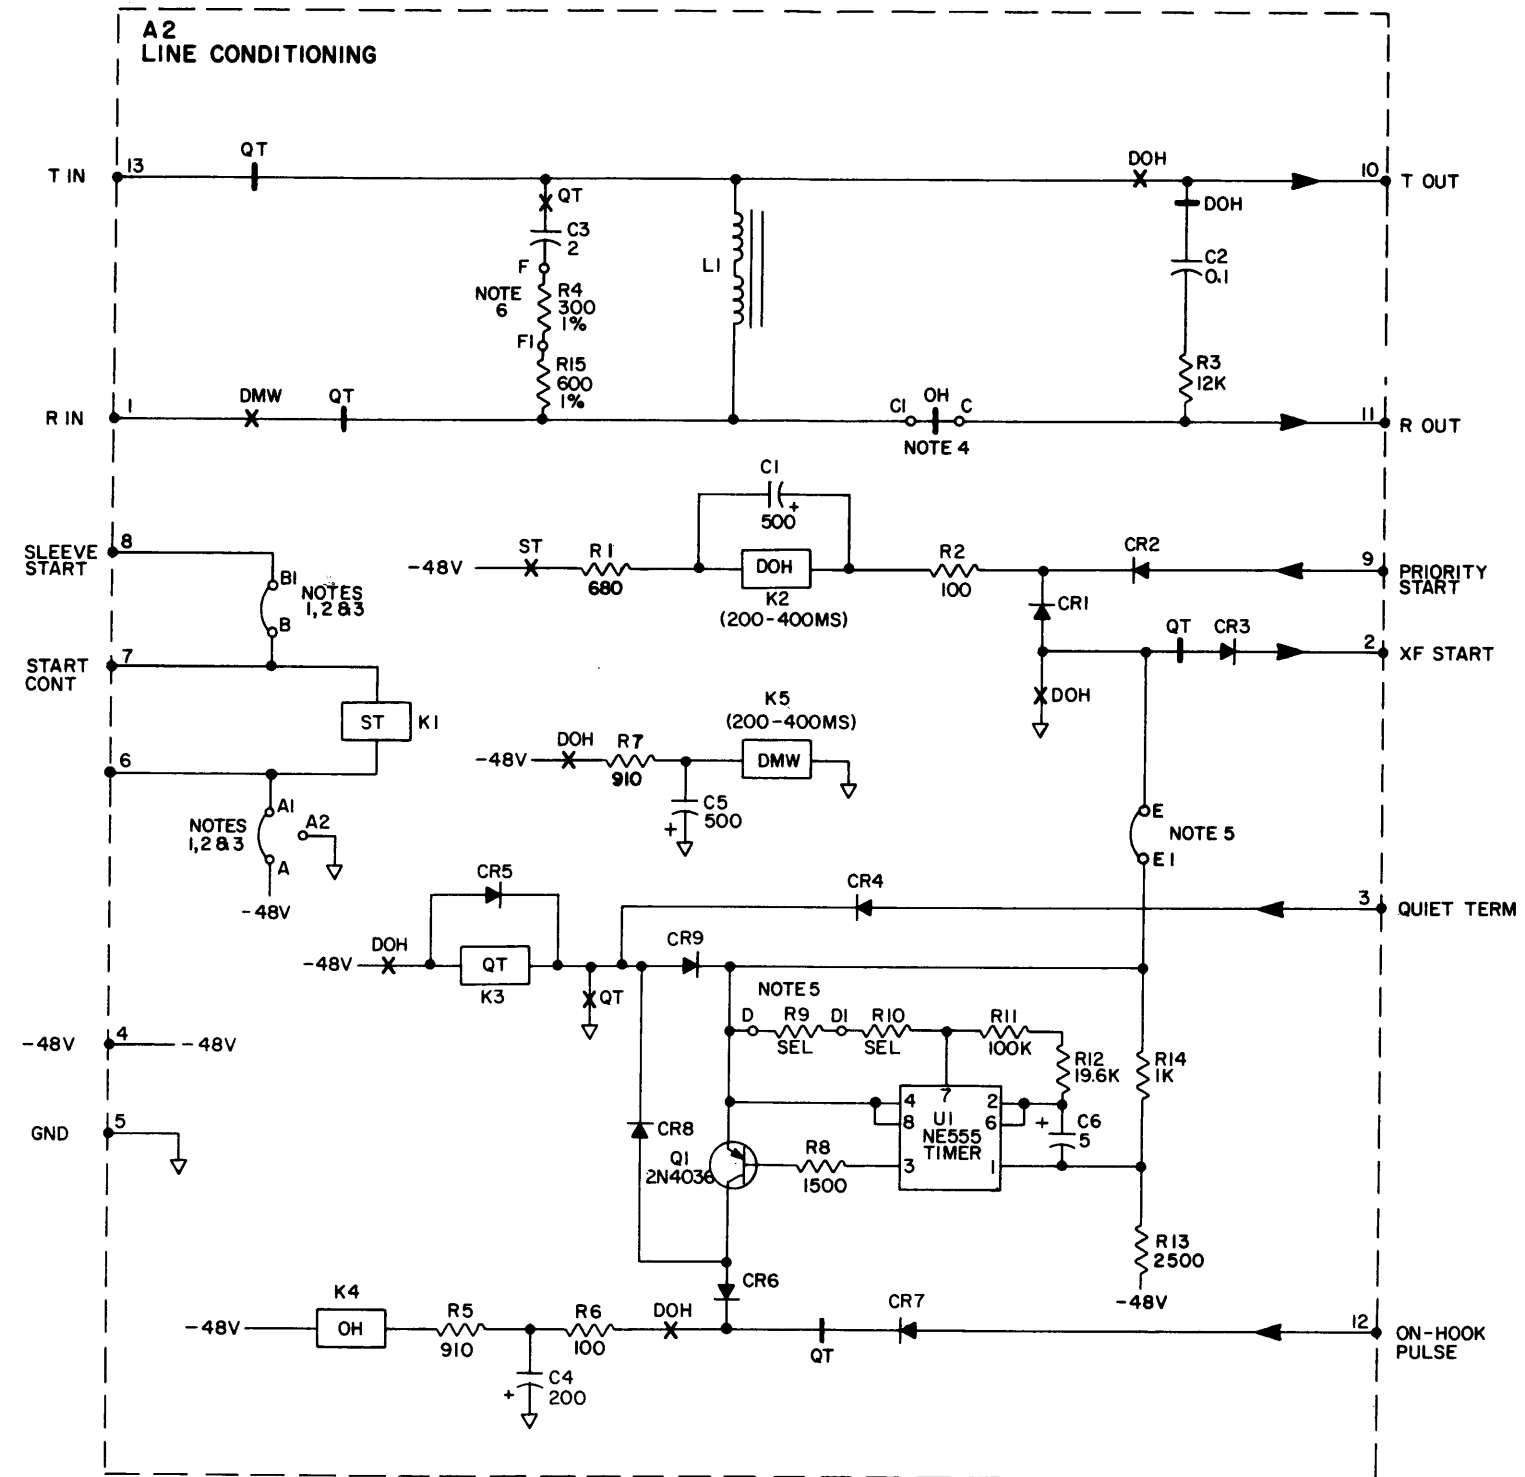 A2
LINE CONDITIONING
T IN
13
QT
DOH
10
T OUT
QT
C3
2
F
NOTE
6
R4
300
1%
F1
R15
600
1%
L1
DOH
C2
0.1
R3
12K
R IN
1
DMW
QT
C1
OH
C
NOTE 4
11
R OUT
C1
+
500
SLEEVE
START
8
B1
NOTES
1,2&3
B
-48V
ST
R1
680
DOH
K2
(200-400MS)
R2
100
CR2
9
PRIORITY
START
CR1
START
CONT
7
QT
CR3
2
XF START
DOH
ST
K1
K5
(200-400MS)
-48V
DOH
R7
910
DMW
C5
500
+
6
A1
NOTES
1,2&3
A2
A
-48V
E
NOTE 5
E1
CR5
CR4
3
QUIET TERM
-48V
DOH
QT
K3
CR9
QT
NOTE 5
D
R9
SEL
D1
R10
SEL
R11
100K
R12
19.6K
R14
1K
-48V
4
-48V
7
4
2
8
6
U1
NE555
TIMER
3
1
+
C6
5
GND
5
CR8
Q1
2N4036
R8
1500
R13
2500
-48V
CR6
K4
-48V
OH
R5
910
R6
100
DOH
QT
CR7
12
ON-HOOK
PULSE
C4
200
+